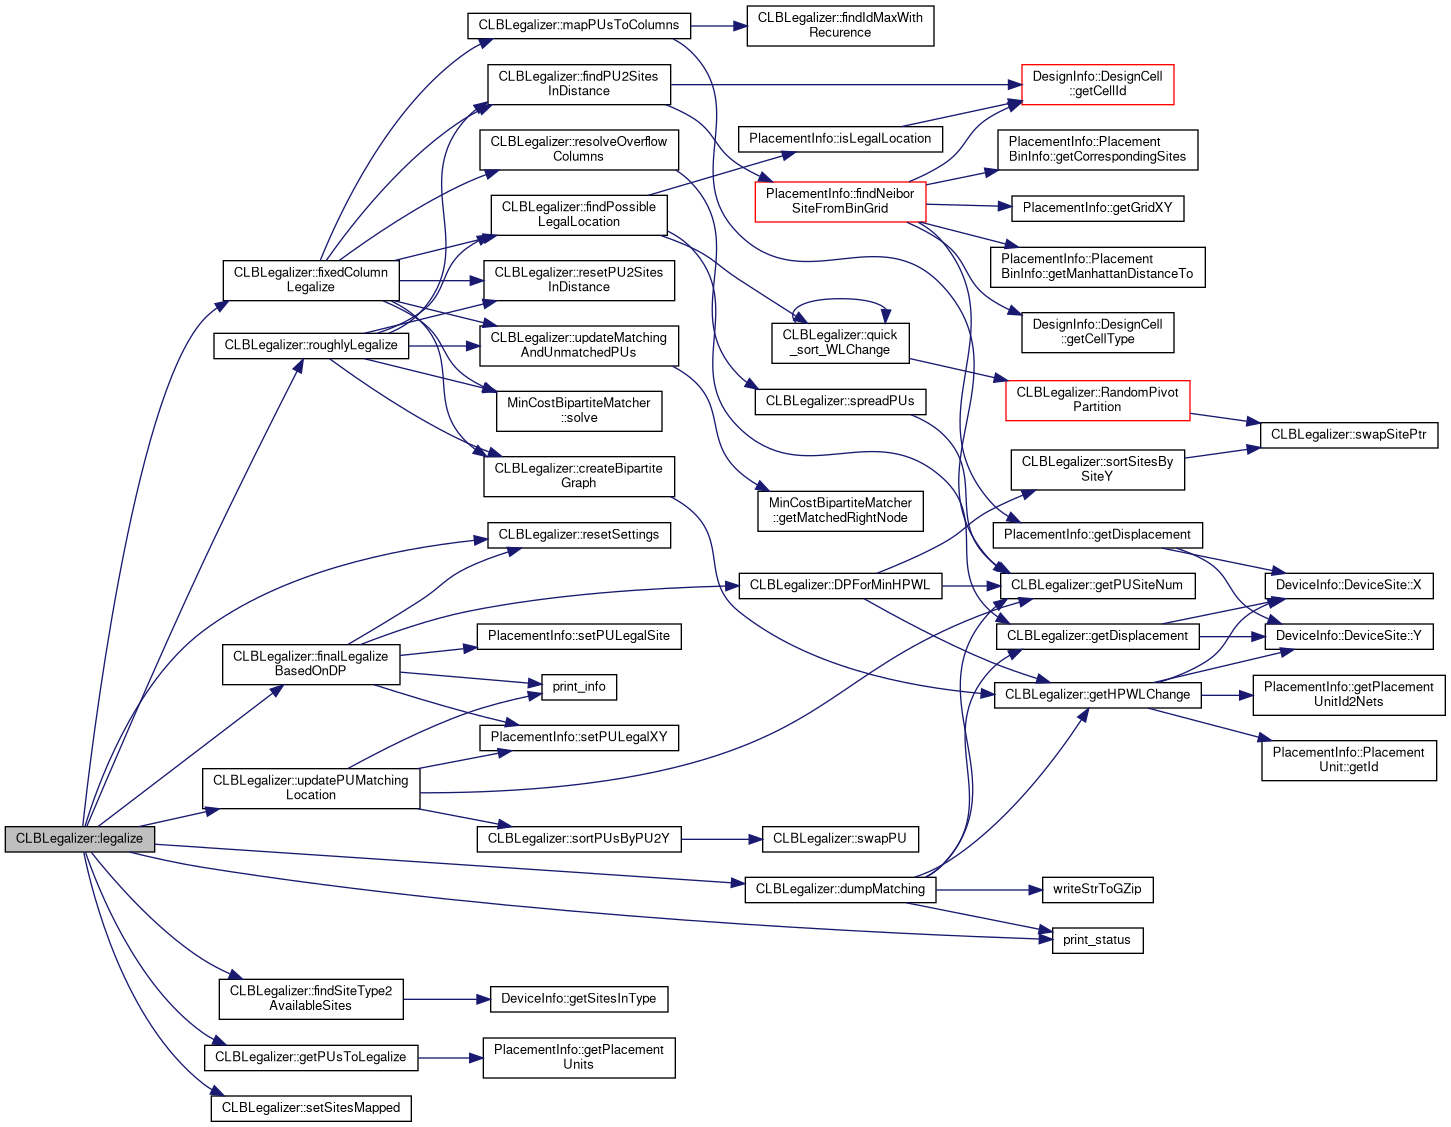 CLBLegalizer::mapPUsToColumns
CLBLegalizer::findIdMaxWith
Recurence
CLBLegalizer::findPU2Sites
InDistance
DesignInfo::DesignCell
::getCellId
CLBLegalizer::resolveOverflow
Columns
PlacementInfo::isLegalLocation
PlacementInfo::Placement
BinInfo::getCorrespondingSites
CLBLegalizer::findPossible
LegalLocation
PlacementInfo::findNeibor
SiteFromBinGrid
PlacementInfo::getGridXY
CLBLegalizer::fixedColumn
Legalize
CLBLegalizer::resetPU2Sites
InDistance
PlacementInfo::Placement
BinInfo::getManhattanDistanceTo
CLBLegalizer::roughlyLegalize
CLBLegalizer::updateMatching
AndUnmatchedPUs
CLBLegalizer::quick
_sort_WLChange
DesignInfo::DesignCell
::getCellType
MinCostBipartiteMatcher
::solve
CLBLegalizer::spreadPUs
CLBLegalizer::RandomPivot
Partition
CLBLegalizer::swapSitePtr
CLBLegalizer::createBipartite
Graph
CLBLegalizer::sortSitesBy
SiteY
MinCostBipartiteMatcher
::getMatchedRightNode
CLBLegalizer::resetSettings
PlacementInfo::getDisplacement
CLBLegalizer::DPForMinHPWL
CLBLegalizer::getPUSiteNum
DeviceInfo::DeviceSite::X
CLBLegalizer::finalLegalize
BasedOnDP
PlacementInfo::setPULegalSite
CLBLegalizer::getDisplacement
DeviceInfo::DeviceSite::Y
print_info
CLBLegalizer::getHPWLChange
PlacementInfo::getPlacement
UnitId2Nets
PlacementInfo::setPULegalXY
PlacementInfo::Placement
Unit::getId
CLBLegalizer::updatePUMatching
Location
CLBLegalizer::legalize
CLBLegalizer::sortPUsByPU2Y
CLBLegalizer::swapPU
CLBLegalizer::dumpMatching
writeStrToGZip
print_status
CLBLegalizer::findSiteType2
AvailableSites
DeviceInfo::getSitesInType
CLBLegalizer::getPUsToLegalize
PlacementInfo::getPlacement
Units
CLBLegalizer::setSitesMapped